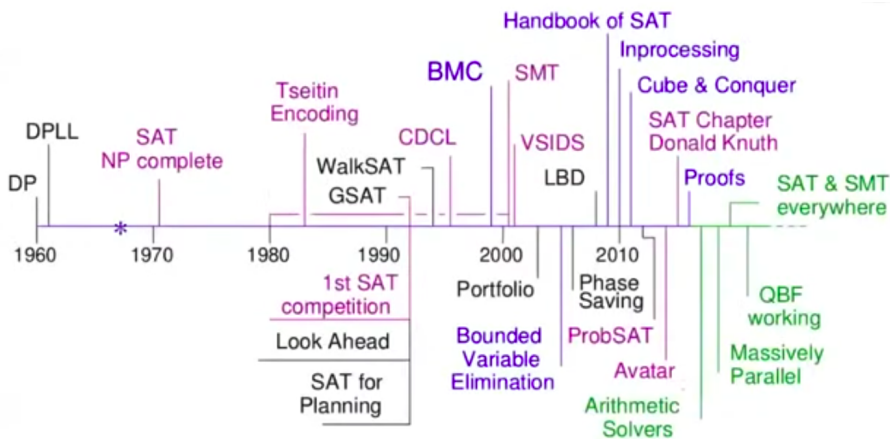 Handbook of SAT
Inprocessing
BMC
SMT
Cube & Conquer
Tseitin
Encoding
SAT Chapter
Donald Knuth
DPLL
SAT
NP complete
CDCL
VSIDS
WalkSAT
GSAT
LBD
Proofs
SAT & SMT
everywhere
DP
*
1960
1970
1980
1990
2000
2010
1st SAT
competition
Look Ahead
SAT for
Planning
Portfolio
Phase
Saving
Bounded
Variable
Elimination
ProbSAT
Avatar
Arithmetic
Solvers
QBF
working
Massively
Parallel